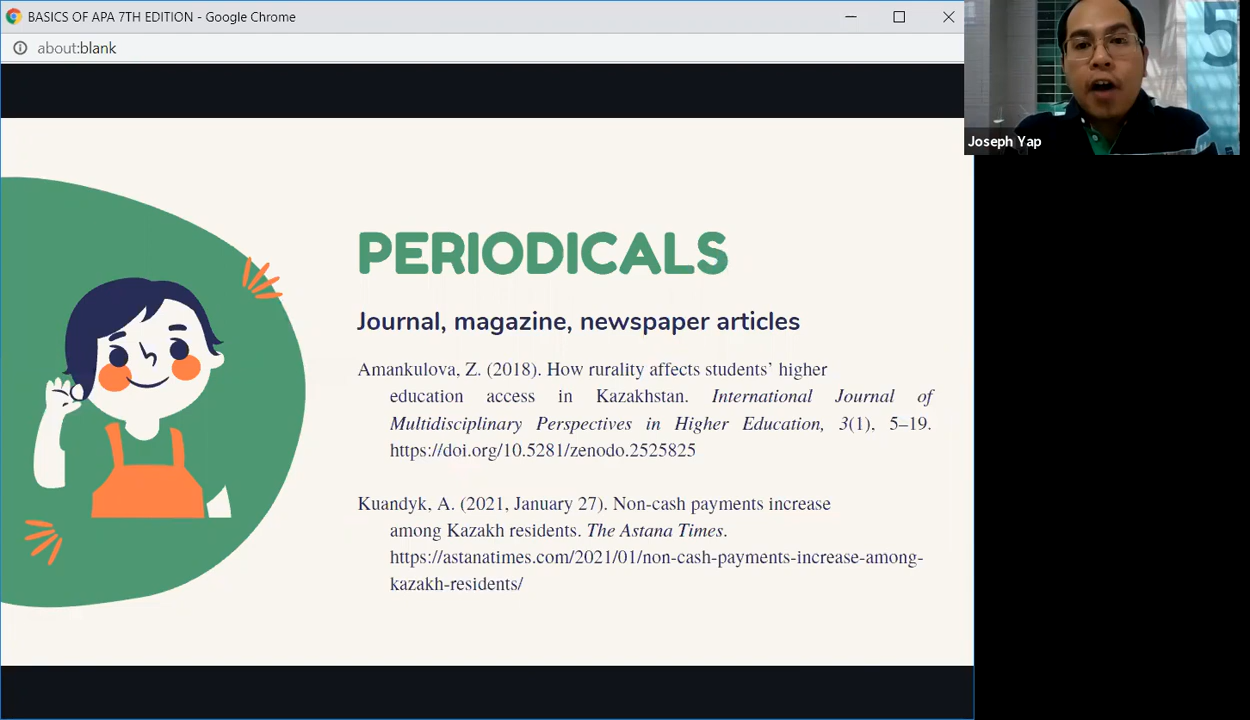 BASICS OF APA 7TH EDITION - Google Chrome
about:blank
5
Joseph Yap
PERIODICALS
Journal, magazine, newspaper articles
Amankulova, Z. (2018). How rurality affects students’ higher
education access in Kazakhstan. International Journal of
Multidisciplinary Perspectives in Higher Education, 3(1). 5–19.
https://doi.org/10.5281/zenodo.2525825
Kuandyk, A. (2021, January 27). Non-cash payments increase
among Kazakh residents. The Astana Times.
https://astanatimes.com/2021/01/non-cash-payments-increase-among-
kazakh-residents/